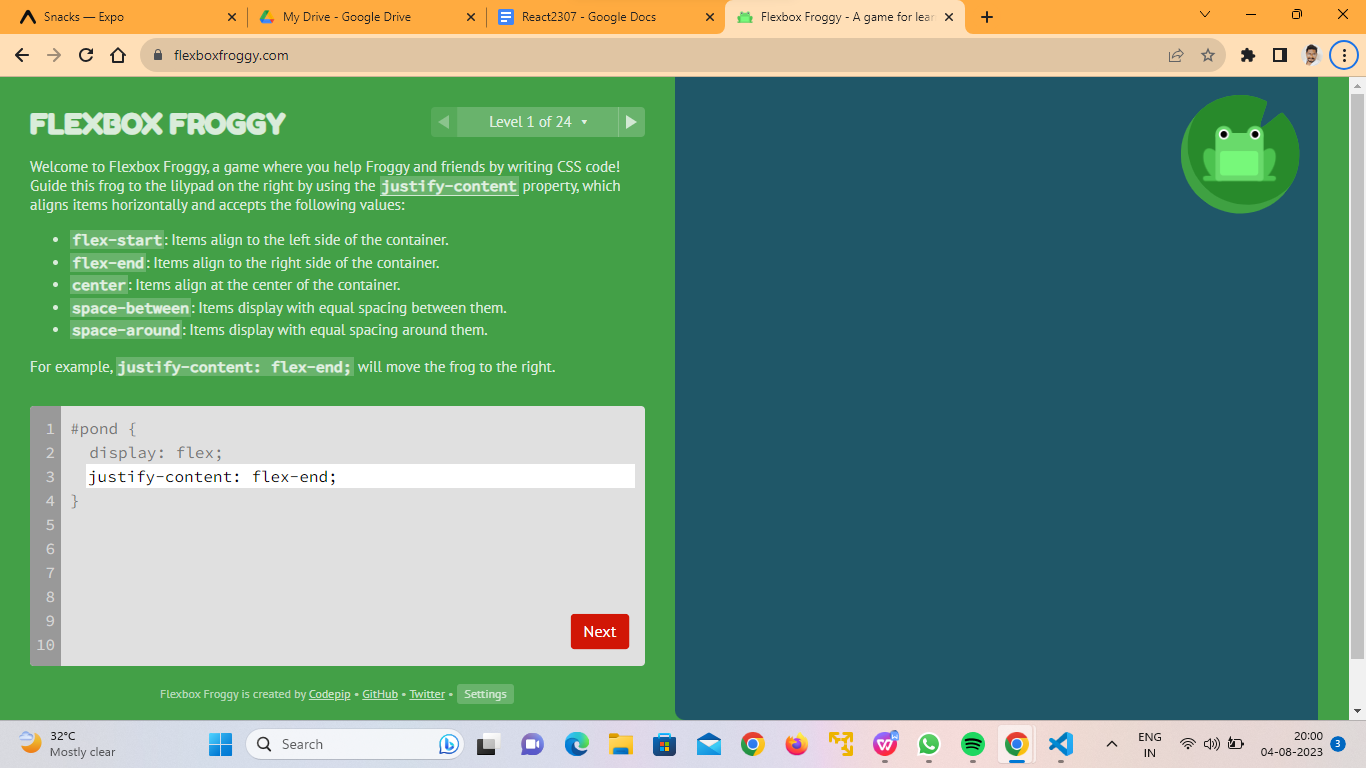 Snacks — Expo
My Drive - Google Drive
React2307 - Google Docs
Flexbox Froggy - A game for lear
flexboxfroggy.com
FLEXBOX FROGGY
Level 1 of 24
Welcome to Flexbox Froggy, a game where you help Froggy and friends by writing CSS code!
Guide this frog to the lilypad on the right by using the justify-content property, which
aligns items horizontally and accepts the following values:
• flex-start: Items align to the left side of the container.
• flex-end: Items align to the right side of the container.
• center: Items align at the center of the container.
• space-between: Items display with equal spacing between them.
• space-around: Items display with equal spacing around them.
For example, justify-content: flex-end; will move the frog to the right.
1 #pond {
2 display: flex;
3 justify-content: flex-end;
4 }
5
6
7
8
9
10
Next
Flexbox Froggy is created by Codepip • GitHub • Twitter • Settings
32°C
Mostly clear
Search
ENG
IN
20:00
04-08-2023
3